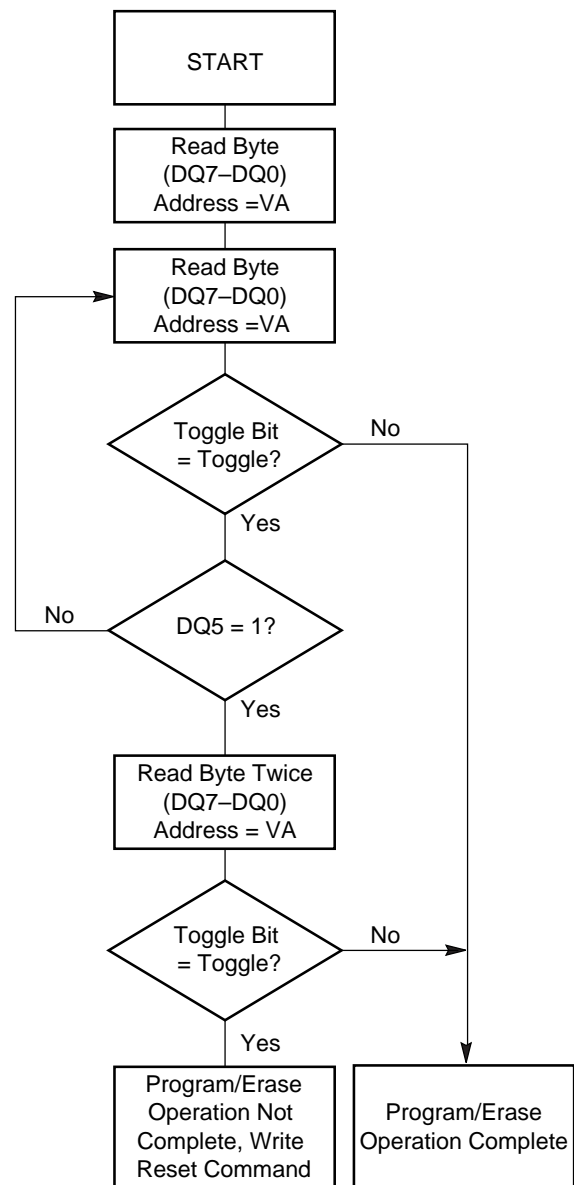 START
Read Byte
(DQ7–DQ0)
Address =VA
Read Byte
(DQ7–DQ0)
Address =VA
Toggle Bit
= Toggle?
No
Yes
No
DQ5 = 1?
Yes
Read Byte Twice
(DQ7–DQ0)
Address = VA
Toggle Bit
= Toggle?
No
Yes
Program/Erase
Operation Not
Complete, Write
Reset Command
Program/Erase
Operation Complete